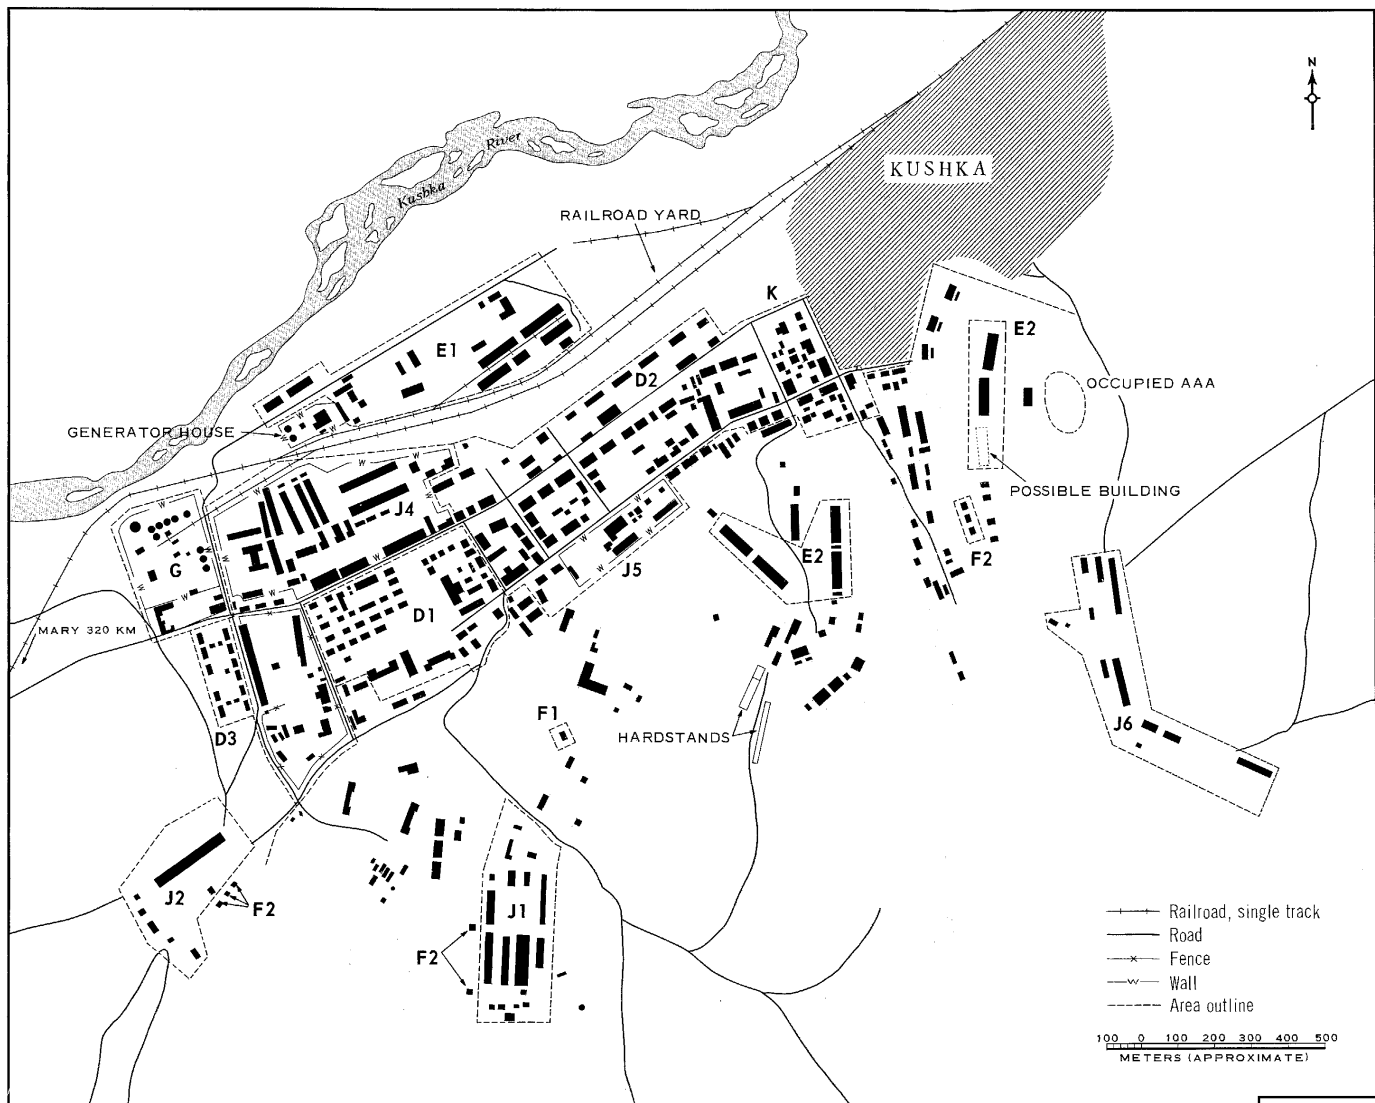 N
River
Kushka
KUSHKA
RAILROAD YARD
K
E2
E1
D2
OCCUPIED AAA
GENERATOR HOUSE
POSSIBLE BUILDING
J4
E2
F2
G
J5
D1
MARY 320 KM
F1
J6
D3
HARDSTANDS
J2
F2
J1
F2
Railroad, single track
Road
Fence
Wall
Area outline
100 0 100 200 300 400 500
METERS (APPROXIMATE)